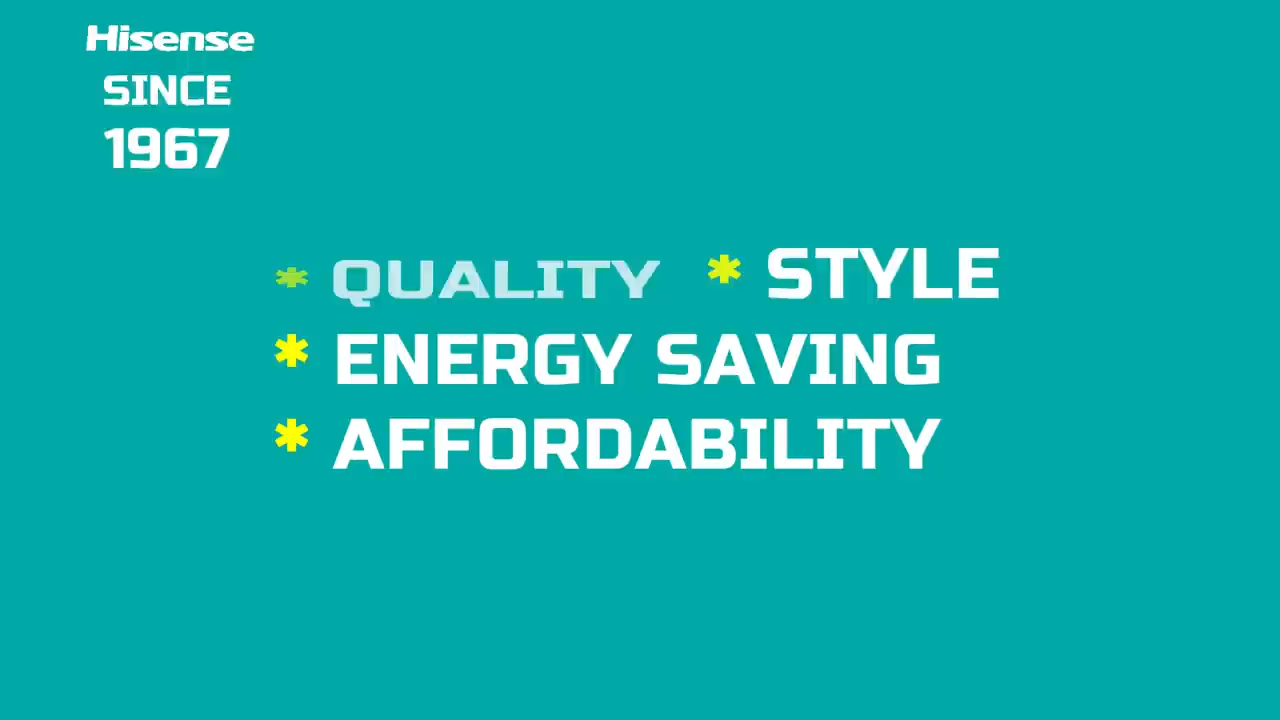 Hisense
SINCE
1967
* QUALITY * STYLE
* ENERGY SAVING
* AFFORDABILITY